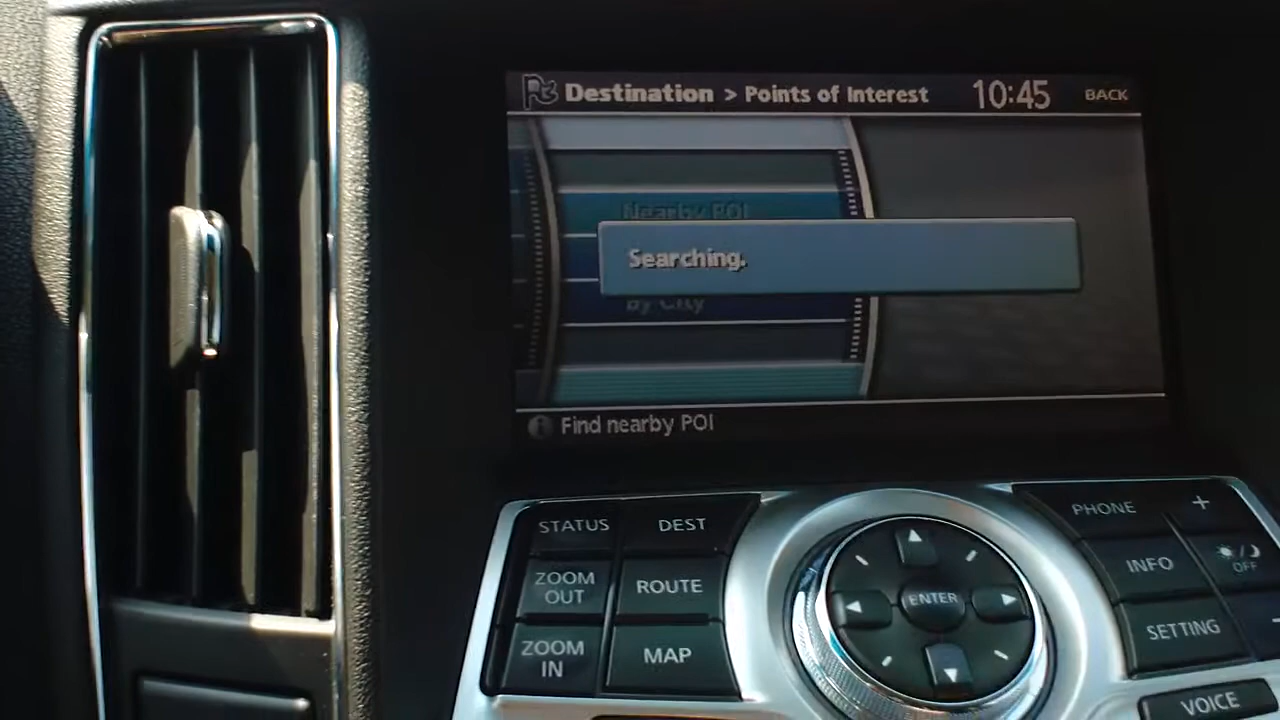 Destination > Points of Interest
10:45
BACK
Nearby POI
Searching.
by City
Find nearby POI
STATUS
DEST
ZOOM OUT
ROUTE
ZOOM IN
MAP
ENTER
PHONE
+
INFO
OFF
SETTING
VOICE